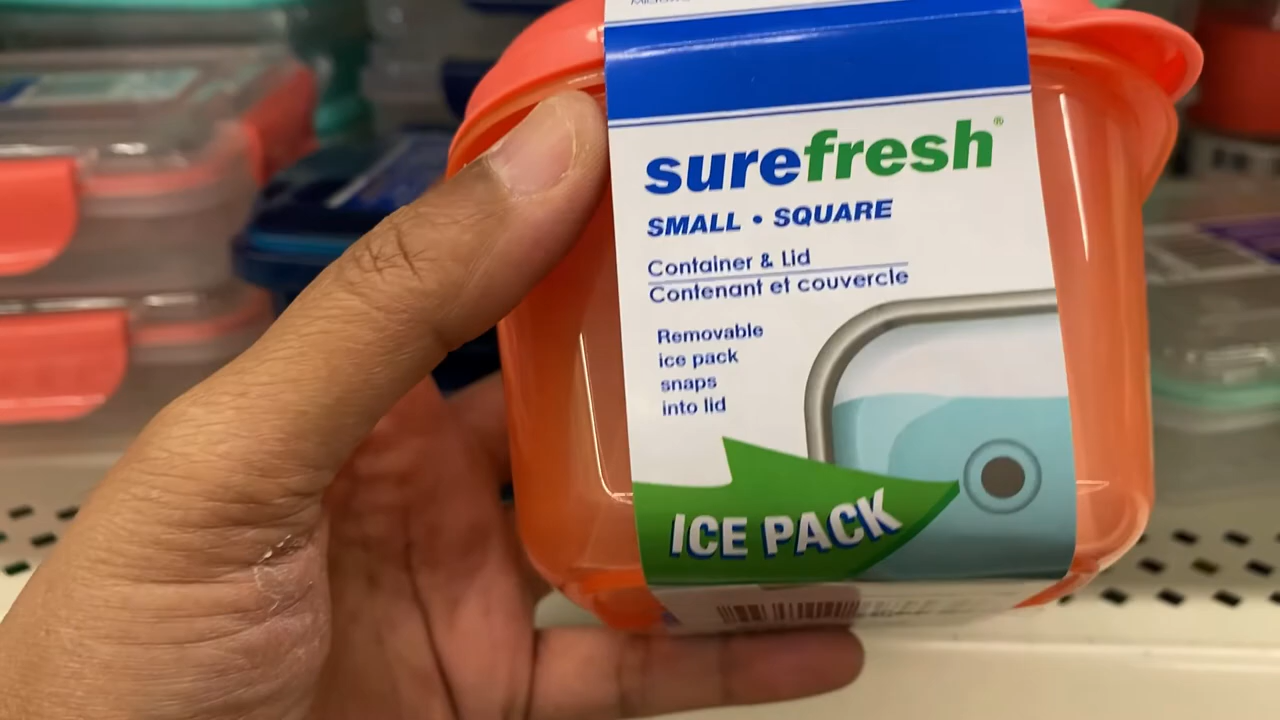 surefresh®
SMALL • SQUARE
Container & Lid
Contenant et couvercle
Removable
ice pack
snaps
into lid
ICE PACK